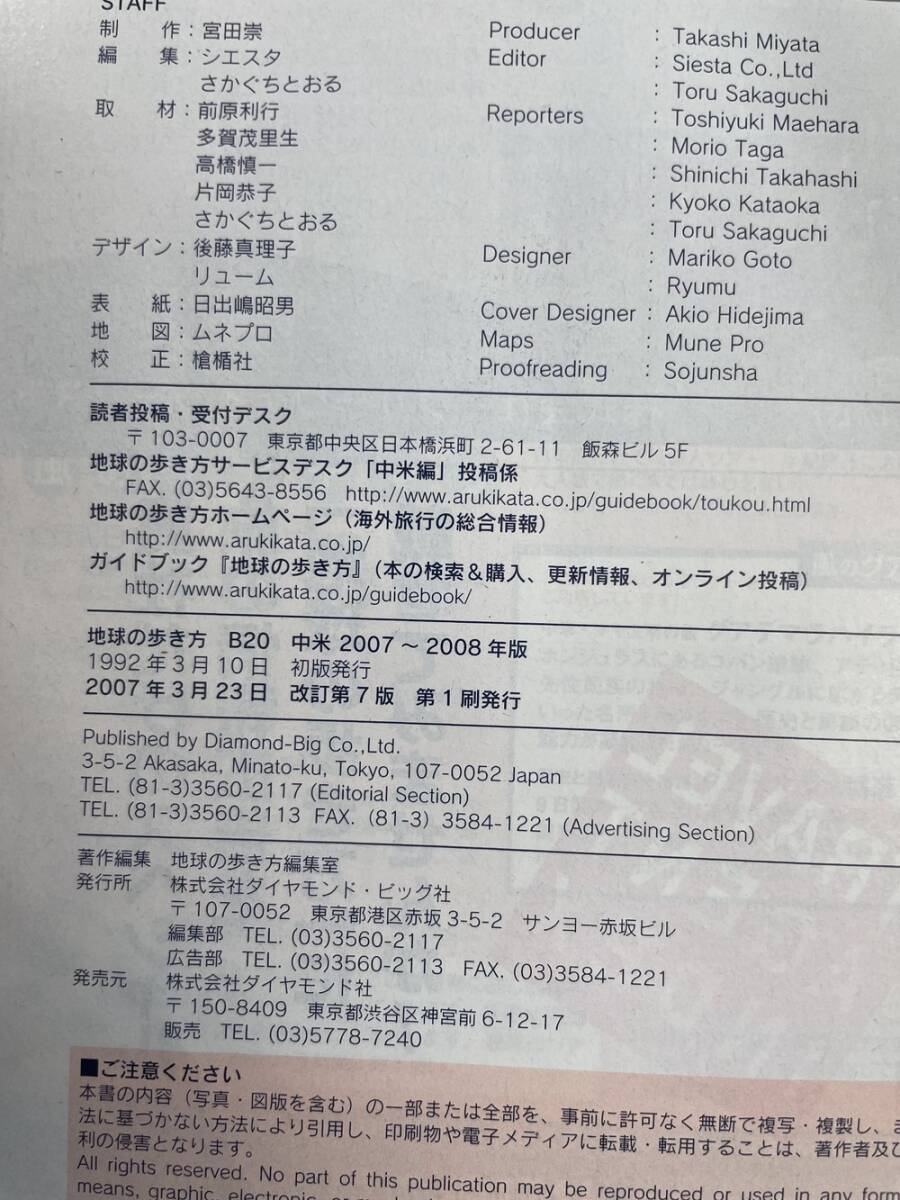 STAFF
制　作：宮田崇　Producer : Takashi Miyata
編　集：シエスタ　Editor : Siesta Co.,Ltd
さかぐちとおる : Toru Sakaguchi
取　材：前原利行　Reporters : Toshiyuki Maehara
多賀茂里生 : Morio Taga
高橋慎一 : Shinichi Takahashi
片岡恭子 : Kyoko Kataoka
さかぐちとおる : Toru Sakaguchi
デザイン：後藤真理子　Designer : Mariko Goto
リューム : Ryumu
表　紙：日出嶋昭男　Cover Designer : Akio Hidejima
地　図：ムネプロ　Maps : Mune Pro
校　正：槍楯社　Proofreading : Sojunsha
読者投稿・受付デスク
〒103-0007　東京都中央区日本橋浜町 2-61-11　飯森ビル 5F
地球の歩き方サービスデスク「中米編」投稿係
FAX. (03)5643-8556　http://www.arukikata.co.jp/guidebook/toukou.html
地球の歩き方ホームページ（海外旅行の総合情報）
http://www.arukikata.co.jp/
ガイドブック『地球の歩き方』（本の検索＆購入、更新情報、オンライン投稿）
http://www.arukikata.co.jp/guidebook/
地球の歩き方　B20　中米 2007 ～ 2008 年版
1992 年 3 月 10 日　初版発行
2007 年 3 月 23 日　改訂第 7 版　第 1 刷発行
Published by Diamond-Big Co.,Ltd.
3-5-2 Akasaka, Minato-ku, Tokyo, 107-0052 Japan
TEL. (81-3)3560-2117 (Editorial Section)
TEL. (81-3)3560-2113　FAX. (81-3) 3584-1221 (Advertising Section)
著作編集　地球の歩き方編集室
発行所　株式会社ダイヤモンド・ビッグ社
〒107-0052　東京都港区赤坂 3-5-2　サンヨー赤坂ビル
編集部　TEL. (03)3560-2117
広告部　TEL. (03)3560-2113　FAX. (03)3584-1221
発売元　株式会社ダイヤモンド社
〒150-8409　東京都渋谷区神宮前 6-12-17
販売　TEL. (03)5778-7240
■ご注意ください
本書の内容（写真・図版を含む）の一部または全部を、事前に許可なく無断で複写・複製し、ま
法に基づかない方法により引用し、印刷物や電子メディアに転載・転用することは、著作者及び
利の侵害となります。
All rights reserved. No part of this publication may be reproduced or used in any form
means, graphic, electronic,